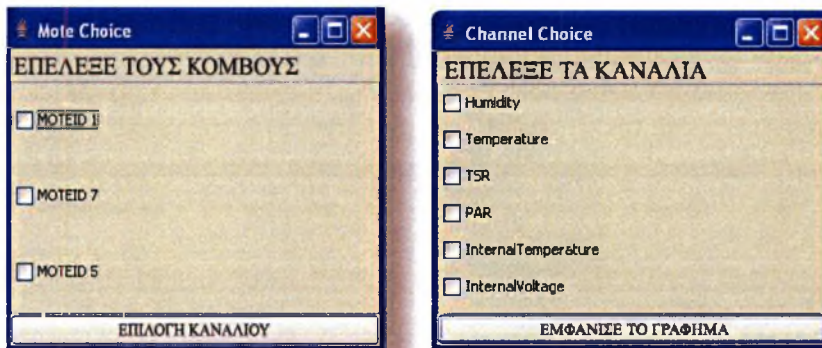 Mote Choice
ΕΠΕΛΕΞΕ ΤΟΥΣ ΚΟΜΒΟΥΣ
MOTEID 1
MOTEID 7
MOTEID 5
ΕΠΙΛΟΓΗ ΚΑΝΑΛΙΟΥ
Channel Choice
ΕΠΕΛΕΞΕ ΤΑ ΚΑΝΑΛΙΑ
Humidity
Temperature
TSR
PAR
InternalTemperature
InternalVoltage
ΕΜΦΑΝΙΣΕ ΤΟ ΓΡΑΦΗΜΑ